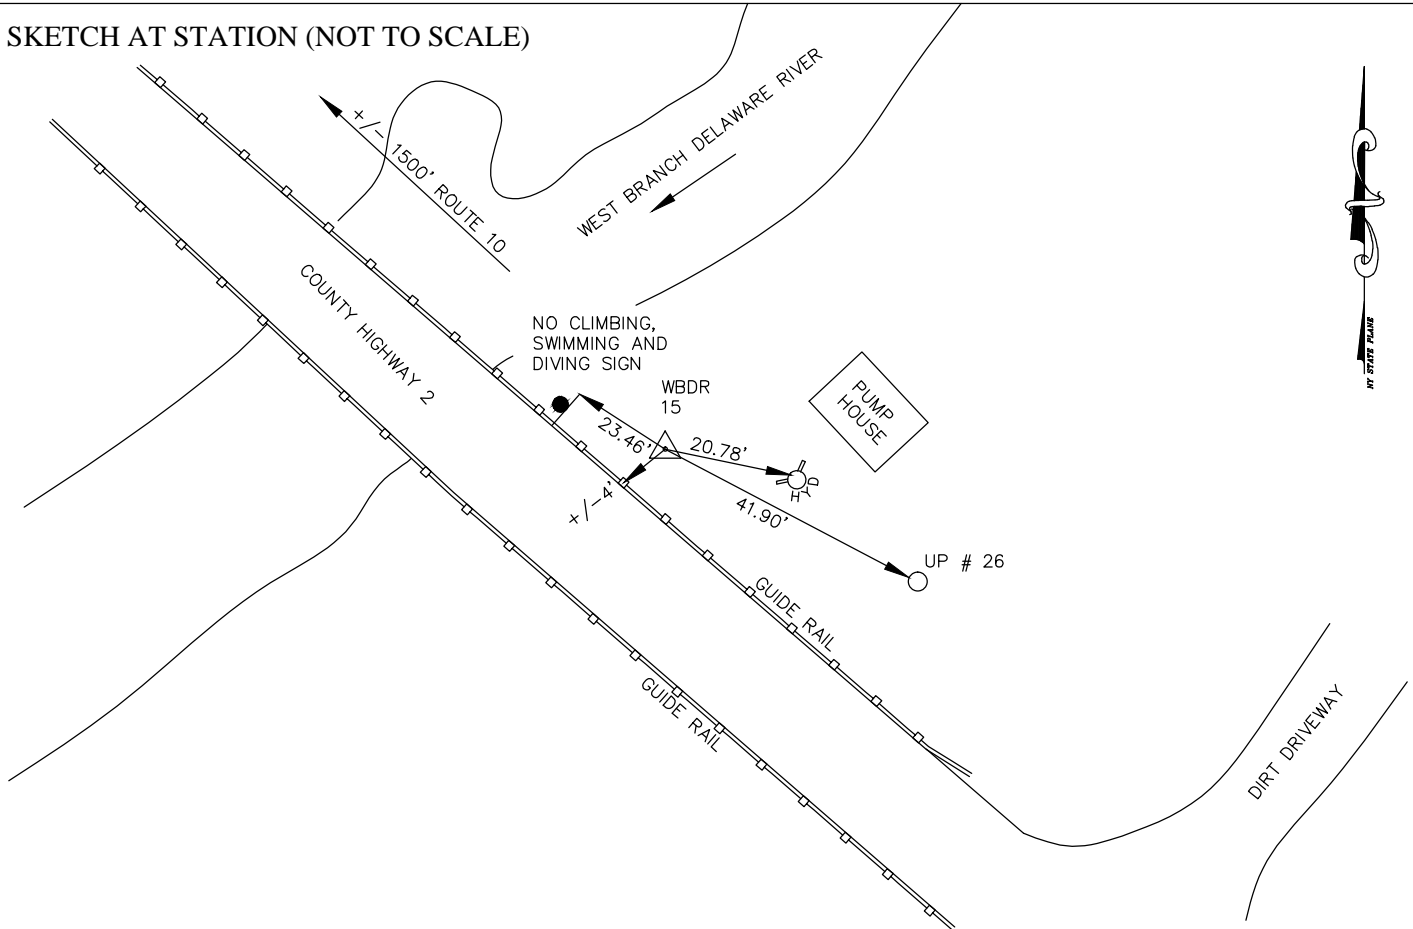 SKETCH AT STATION (NOT TO SCALE)
WEST BRANCH DELAWARE RIVER
+/- 1500' ROUTE 10
COUNTY HIGHWAY 2
NO CLIMBING,
SWIMMING AND
DIVING SIGN
WBDR
15
PUMP
HOUSE
23.46'
20.78'
HYD
41.90'
+/-4'
UP # 26
GUIDE RAIL
GUIDE RAIL
DIRT DRIVEWAY
NY STATE PLANE